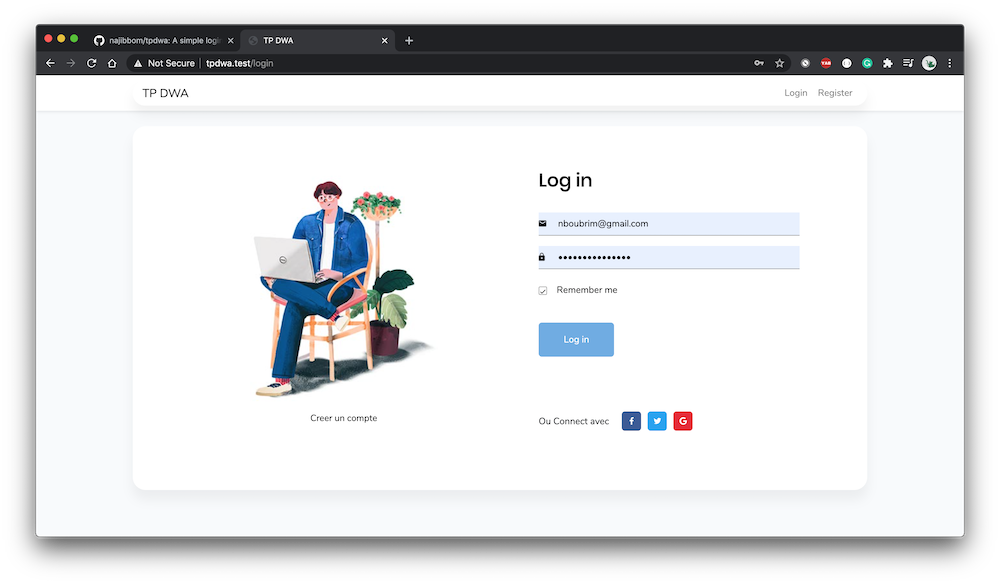 najibbom/tpdwa: A simple logi
TP DWA
Not Secure
tpdwa.test/login
TP DWA
Login
Register
Log in
nboubrim@gmail.com
Remember me
Log in
Creer un compte
Ou Connect avec